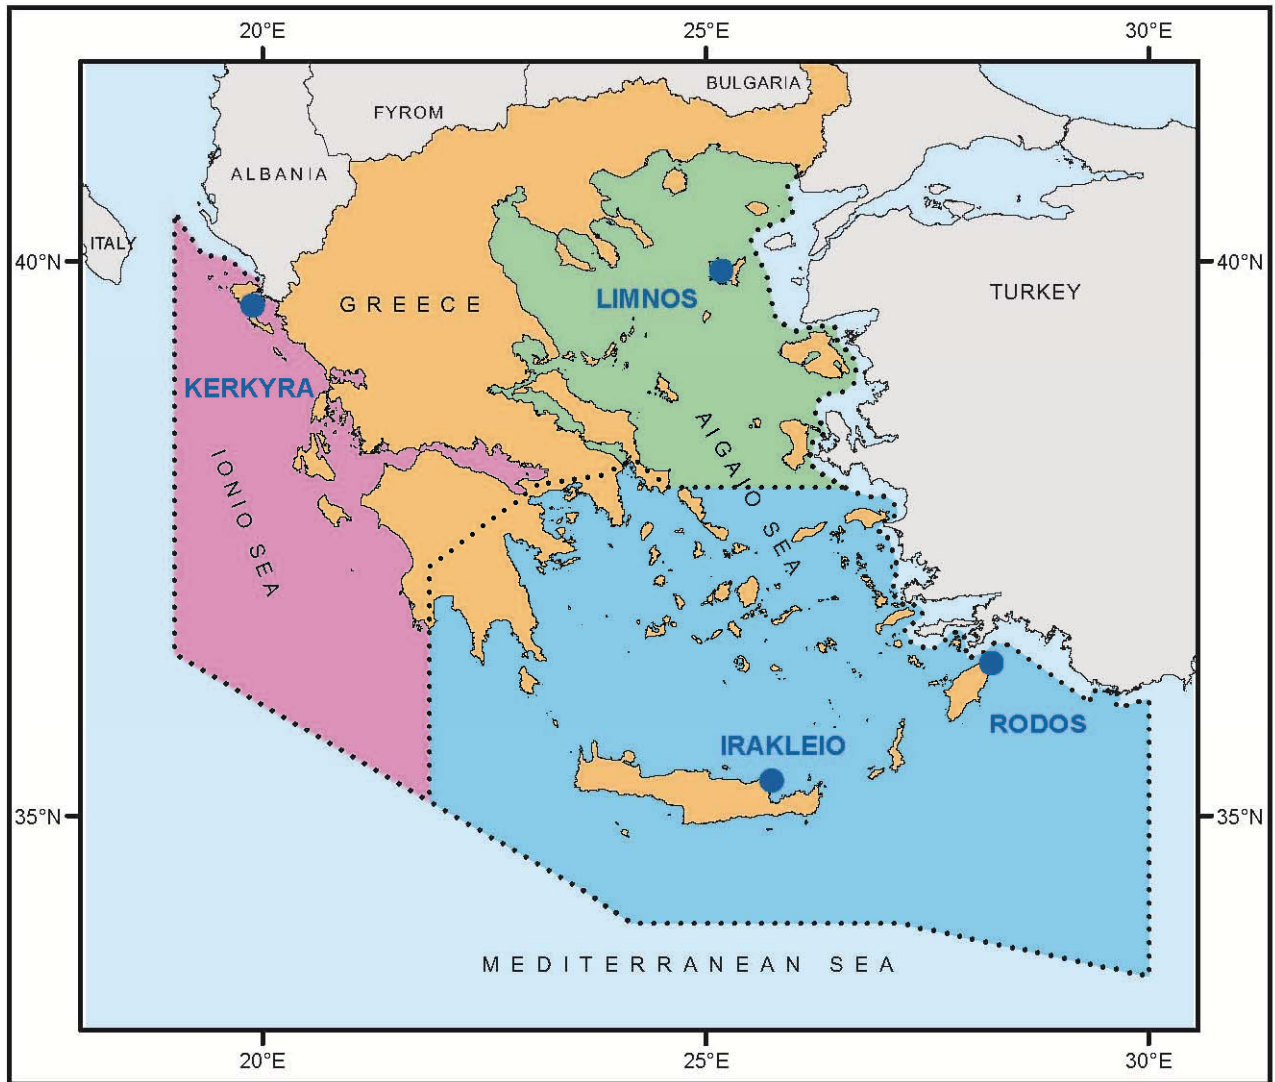 20°E 25°E 30°E
BULGARIA
FYROM
ALBANIA
ITALY
40°N 40°N
TURKEY
GREECE
LIMNOS
KERKYRA
AIGAIO SEA
IONIO SEA
RODOS
IRAKLEIO
35°N 35°N
MEDITERRANEAN SEA
20°E 25°E 30°E